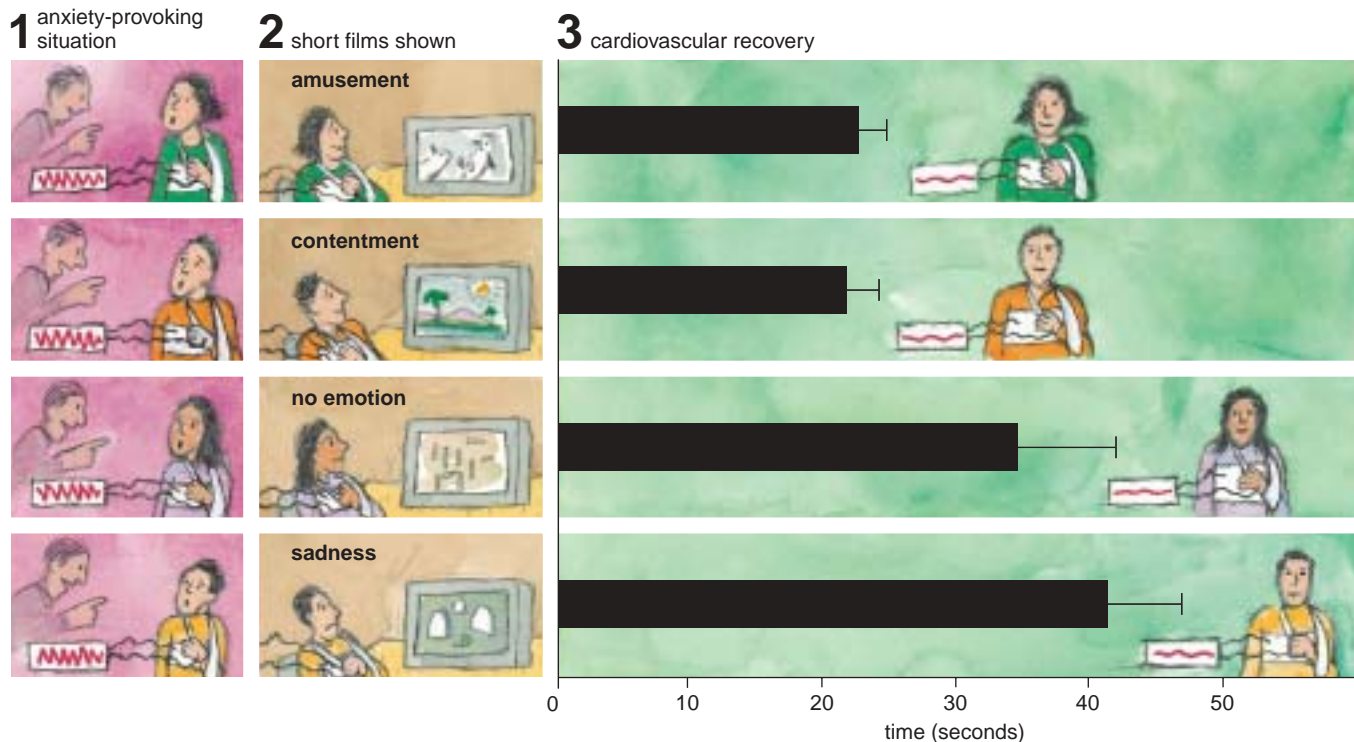 1 anxiety-provoking
situation
2 short films shown
3 cardiovascular recovery
amusement
contentment
no emotion
sadness
0 10 20 30 40 50
time (seconds)